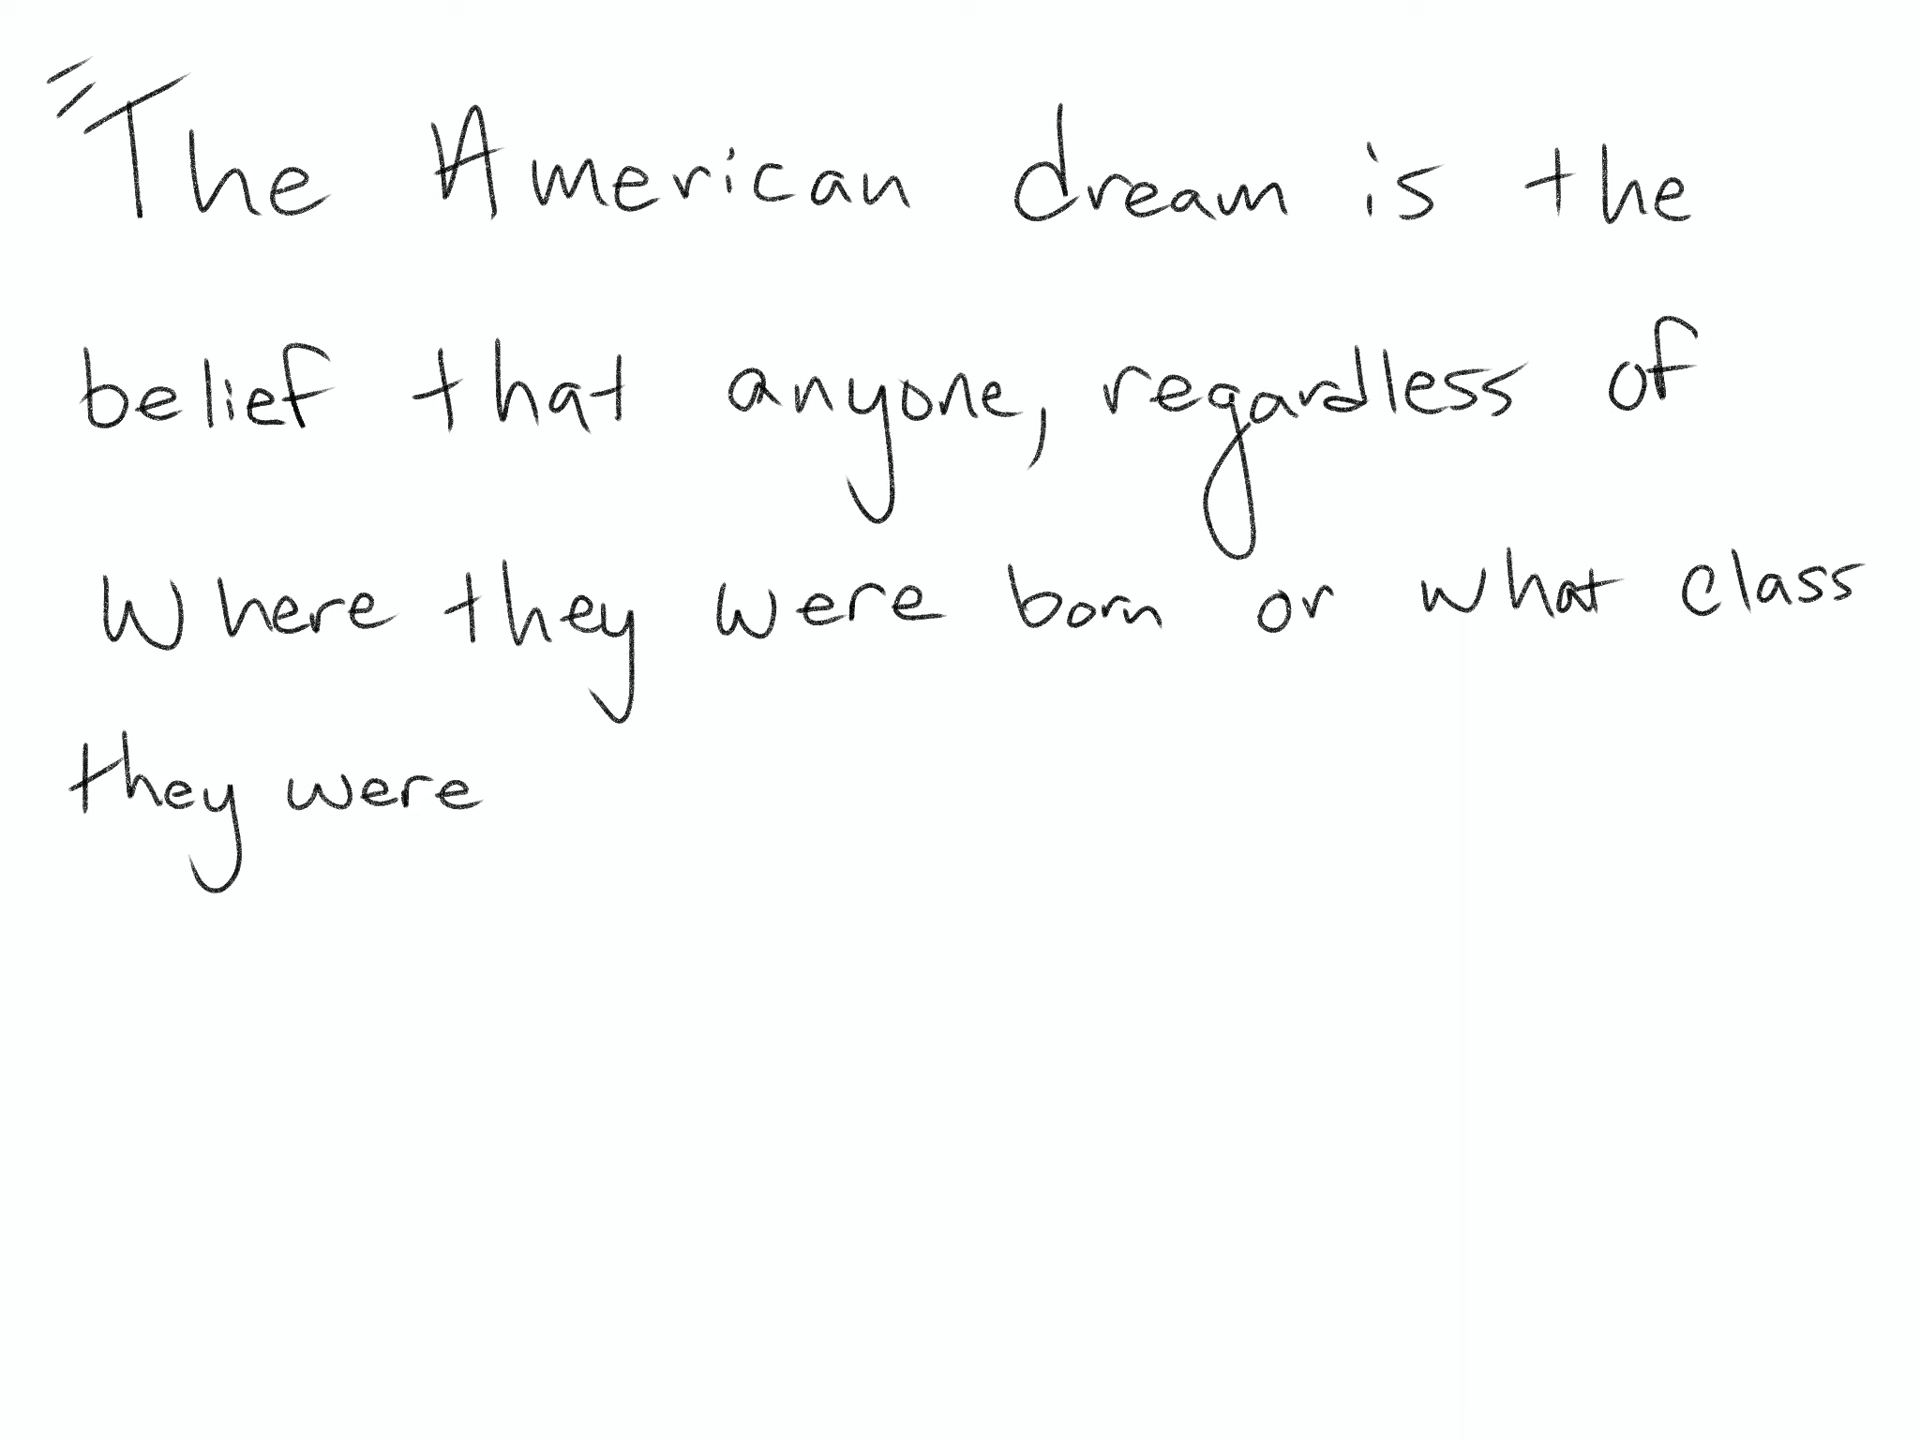 "The American dream is the
belief that anyone, regardless of
Where they were born or what class
they were